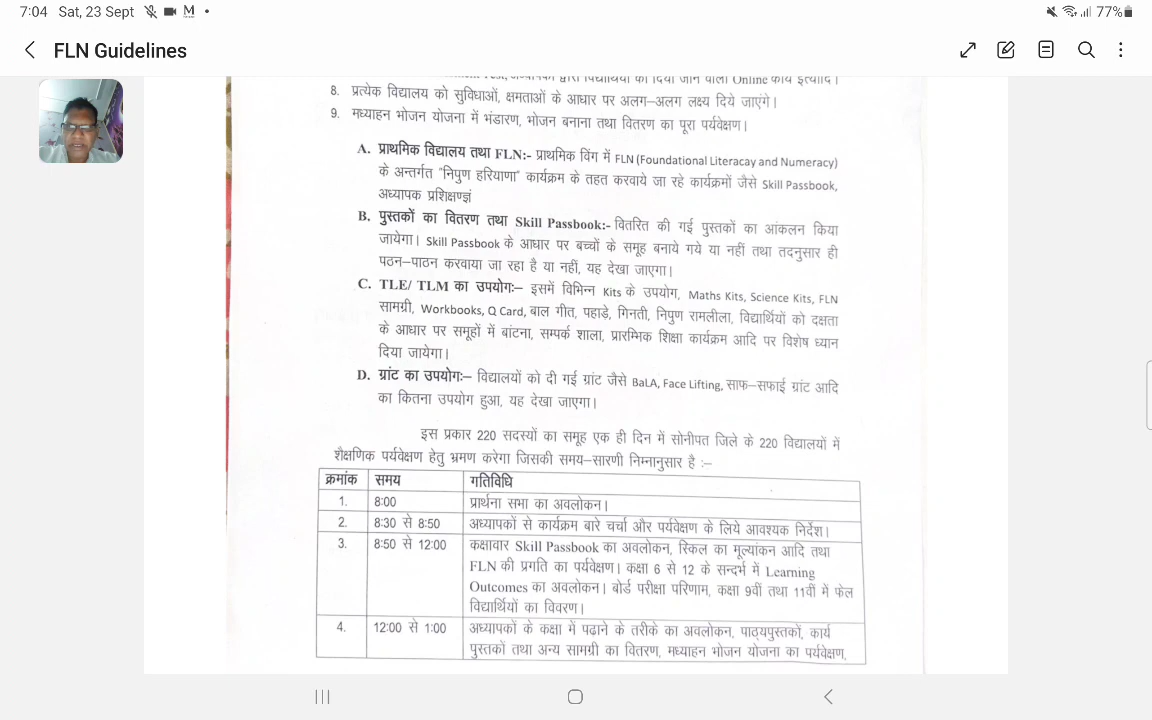 7:04 Sat, 23 Sept M • 77%
FLN Guidelines
Online कार्य इत्यादि।
8. प्रत्येक विद्यालय को सुविधाओं, क्षमताओं के आधार पर अलग–अलग लक्ष्य दिये जाएंगे।
9. मध्याहन भोजन योजना में भंडारण, भोजन बनाना तथा वितरण का पूरा पर्यवेक्षण।
A. प्राथमिक विद्यालय तथा FLN:- प्राथमिक विंग में FLN (Foundational Literacay and Numeracy)
के अन्तर्गत "निपुण हरियाणा" कार्यक्रम के तहत करवाये जा रहे कार्यक्रमों जैसे Skill Passbook,
अध्यापक प्रशिक्षण्ज्ञं
B. पुस्तकों का वितरण तथा Skill Passbook:- वितरित की गई पुस्तकों का आंकलन किया
जायेगा। Skill Passbook के आधार पर बच्चों के समूह बनाये गये या नहीं तथा तदनुसार ही
पठन–पाठन करवाया जा रहा है या नहीं, यह देखा जाएगा।
C. TLE/ TLM का उपयोगः– इसमें विभिन्न Kits के उपयोग, Maths Kits, Science Kits, FLN
सामग्री, Workbooks, Q Card, बाल गीत, पहाड़े, गिनती, निपुण रामलीला, विद्यार्थियों को दक्षता
के आधार पर समूहों में बांटना, सम्पर्क शाला, प्रारम्भिक शिक्षा कार्यक्रम आदि पर विशेष ध्यान
दिया जायेगा।
D. ग्रांट का उपयोगः– विद्यालयों को दी गई ग्रांट जैसे BaLA, Face Lifting, साफ–सफाई ग्रांट आदि
का कितना उपयोग हुआ, यह देखा जाएगा।
इस प्रकार 220 सदस्यों का समूह एक ही दिन में सोनीपत जिले के 220 विद्यालयों में
शैक्षणिक पर्यवेक्षण हेतु भ्रमण करेगा जिसकी समय–सारणी निम्नानुसार है :–
क्रमांक समय गतिविधि
1. 8:00 प्रार्थना सभा का अवलोकन।
2. 8:30 से 8:50 अध्यापकों से कार्यक्रम बारे चर्चा और पर्यवेक्षण के लिये आवश्यक निर्देश।
3. 8:50 से 12:00 कक्षावार Skill Passbook का अवलोकन, स्किल का मूल्यांकन आदि तथा
FLN की प्रगति का पर्यवेक्षण। कक्षा 6 से 12 के सन्दर्भ में Learning
Outcomes का अवलोकन। बोर्ड परीक्षा परिणाम, कक्षा 9वीं तथा 11वीं में फेल
विद्यार्थियों का विवरण।
4. 12:00 से 1:00 अध्यापकों के कक्षा में पढाने के तरीके का अवलोकन, पाठ्यपुस्तकों, कार्य
पुस्तकों तथा अन्य सामग्री का वितरण, मध्याहन भोजन योजना का पर्यवेक्षण,